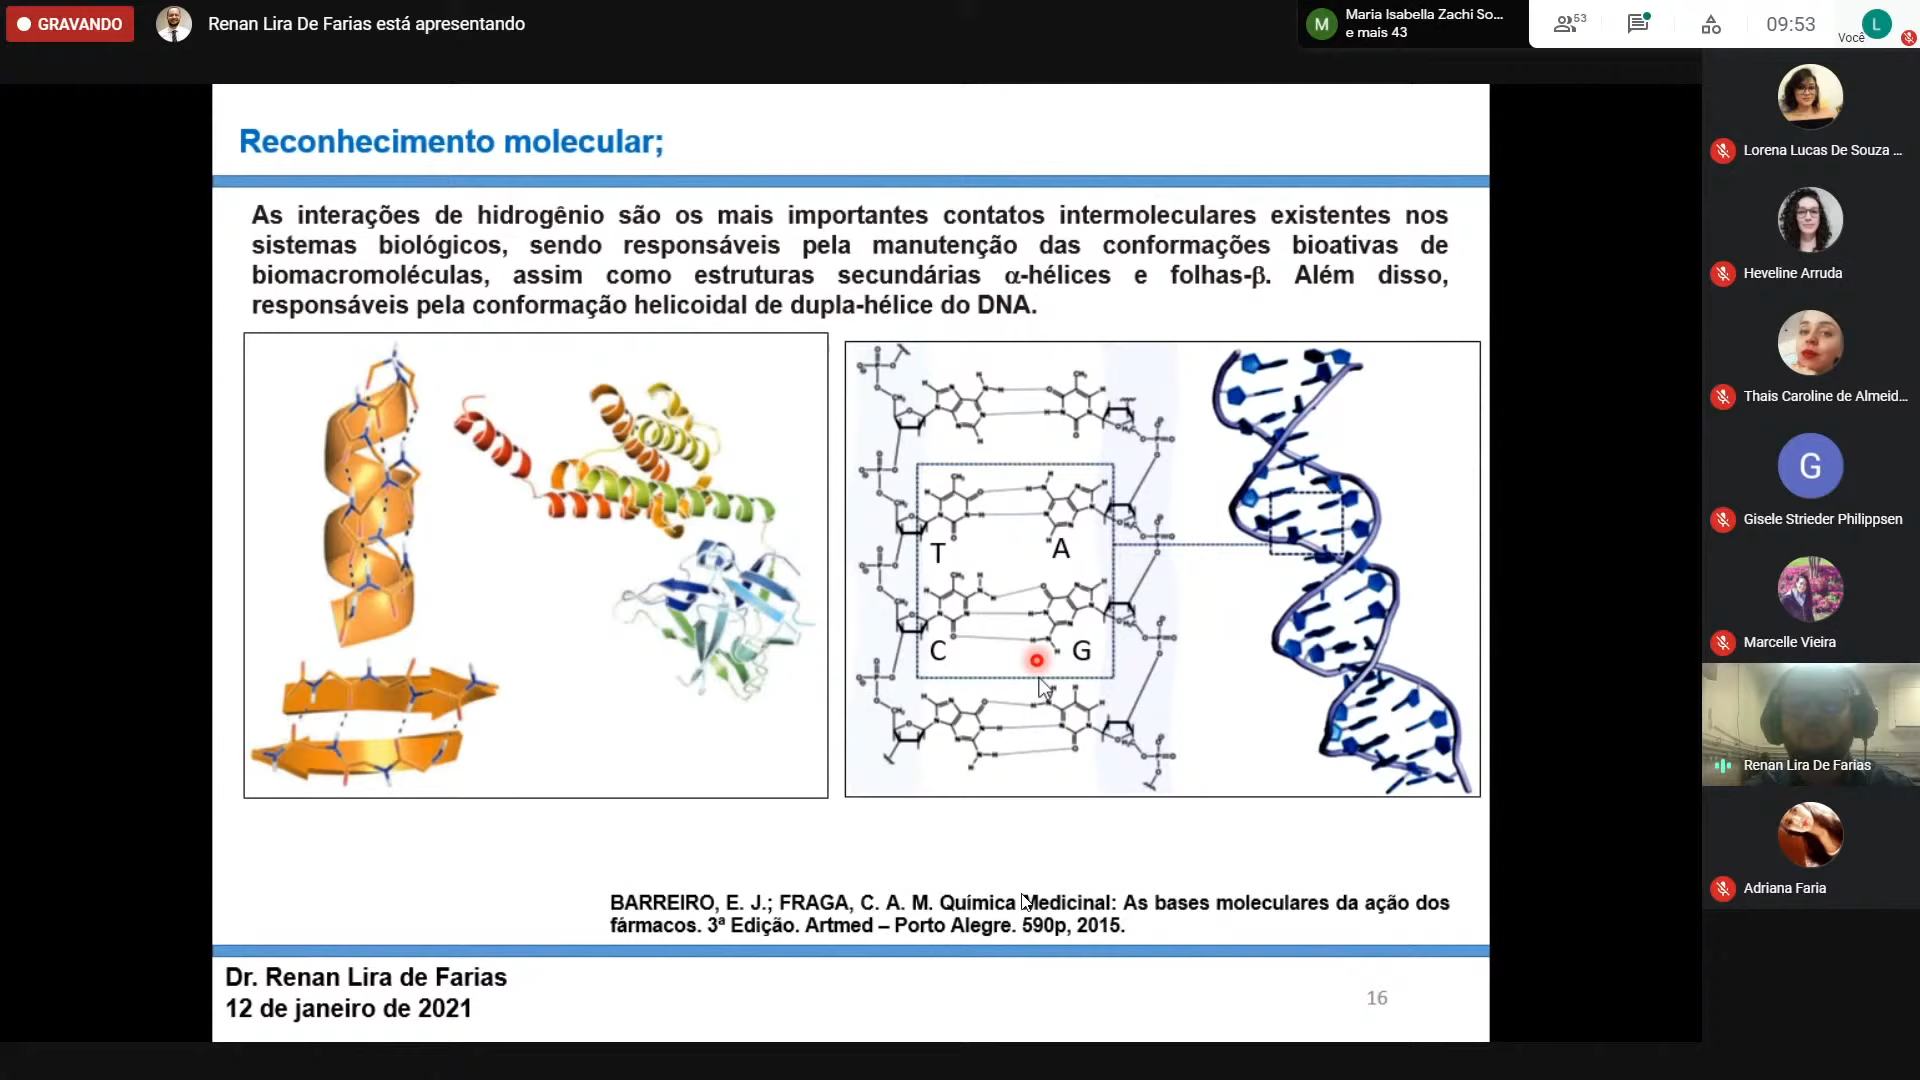 GRAVANDO
Renan Lira De Farias está apresentando
M
Maria Isabella Zachi So...
e mais 43
53
09:53
Você
L
Reconhecimento molecular;
As interações de hidrogênio são os mais importantes contatos intermoleculares existentes nos
sistemas biológicos, sendo responsáveis pela manutenção das conformações bioativas de
biomacromoléculas, assim como estruturas secundárias α-hélices e folhas-β. Além disso,
responsáveis pela conformação helicoidal de dupla-hélice do DNA.
T
A
C
G
BARREIRO, E. J.; FRAGA, C. A. M. Química Medicinal: As bases moleculares da ação dos
fármacos. 3ª Edição. Artmed – Porto Alegre. 590p, 2015.
Dr. Renan Lira de Farias
12 de janeiro de 2021
16
Lorena Lucas De Souza ...
Heveline Arruda
Thais Caroline de Almeid...
G
Gisele Strieder Philippsen
Marcelle Vieira
Renan Lira De Farias
Adriana Faria